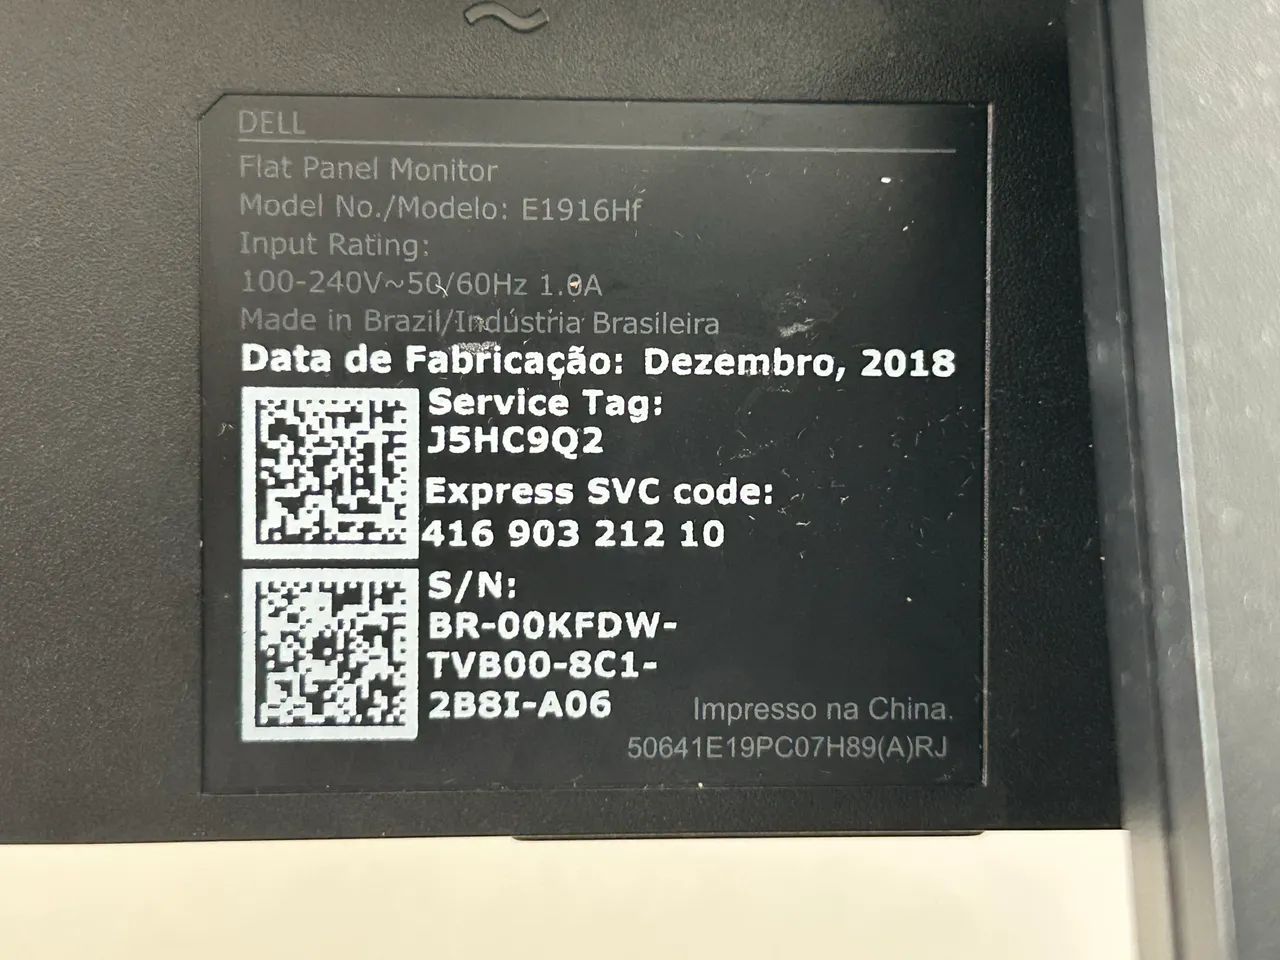 DELL
Flat Panel Monitor
Model No./Modelo: E1916Hf
Input Rating:
100-240V~50/60Hz 1.0A
Made in Brazil/Indústria Brasileira
Data de Fabricação: Dezembro, 2018
Service Tag:
J5HC9Q2
Express SVC code:
416 903 212 10
S/N:
BR-00KFDW-
TVB00-8C1-
2B8I-A06
Impresso na China.
50641E19PC07H89(A)RJ